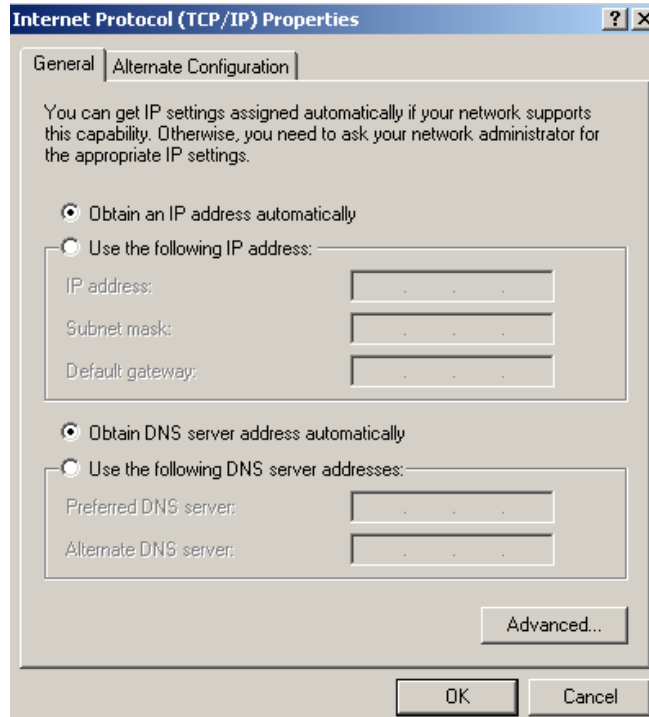 Internet Protocol (TCP/IP) Properties
General
Alternate Configuration
You can get IP settings assigned automatically if your network supports
this capability. Otherwise, you need to ask your network administrator for
the appropriate IP settings.
Obtain an IP address automatically
Use the following IP address:
IP address:
Subnet mask:
Default gateway:
Obtain DNS server address automatically
Use the following DNS server addresses:
Preferred DNS server:
Alternate DNS server:
Advanced...
OK
Cancel